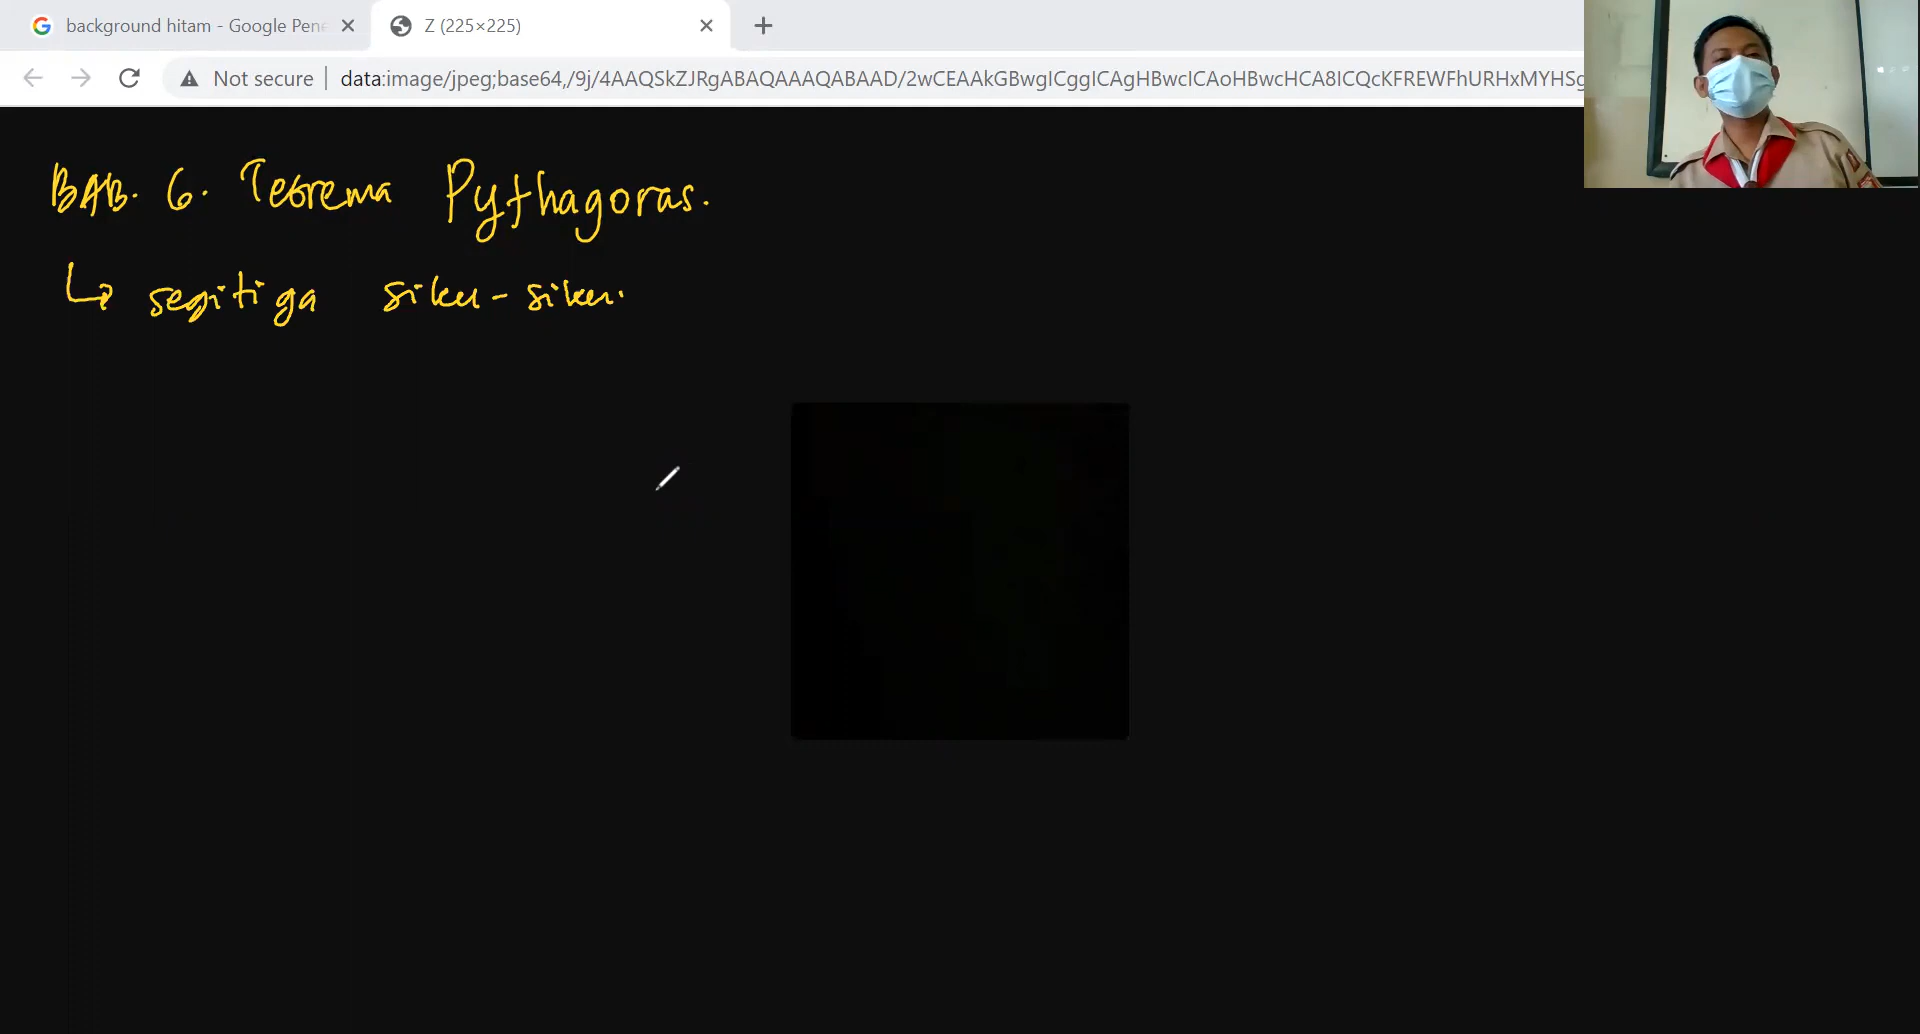 background hitam - Google Pene
Z (225×225)
Not secure | data:image/jpeg;base64,/9j/4AAQSkZJRgABAQAAAQABAAD/2wCEAAkGBwgICggICAgHBwcICAoHBwcHCA8ICQcKFREWFhURHxMYHSg
BAB. 6. Teorema Pythagoras.
↳ segitiga siku-siku.